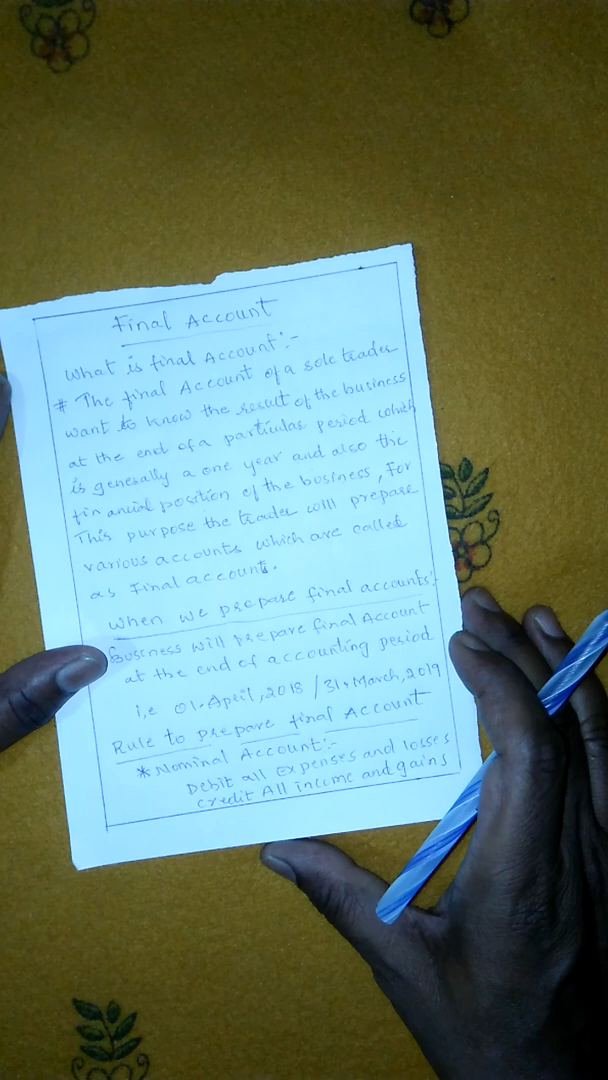 Final Account
What is final Account:-
# The final Account of a sole trader
want to know the result of the business
at the end of a particular period which
is generally a one year and also the
fin ancial position of the business, For
This purpose the trader will prepare
various accounts which are called
as Final account.
when we prepare final accounts:-
Business will prepare final Account
at the end of accounting period
i,e 01-April,2018 / 31,March,2019
Rule to prepare final Account
* Nominal Account:-
Debit all Expenses and losses
credit All income and gains